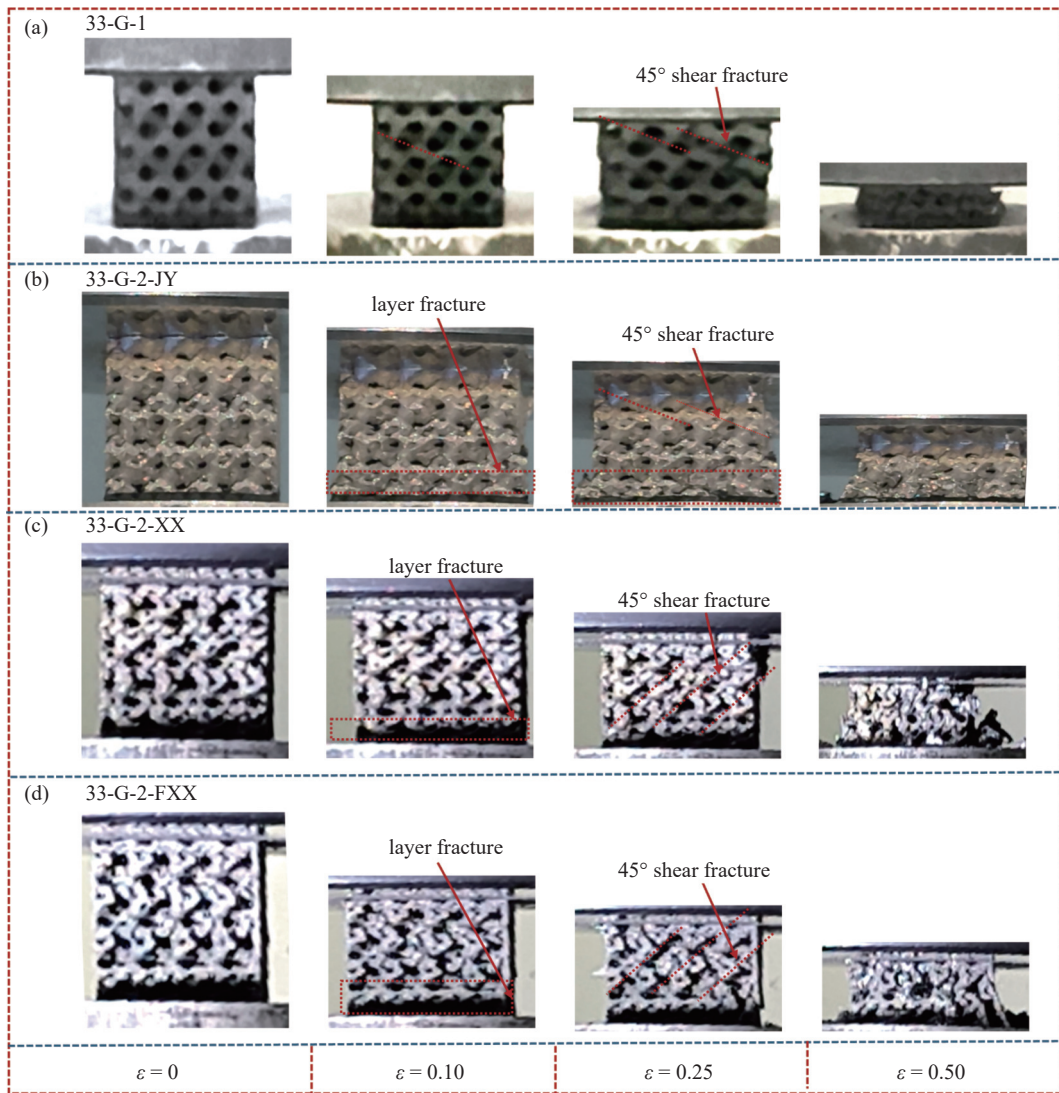 (a) 33-G-1
45° shear fracture
(b) 33-G-2-JY
layer fracture
45° shear fracture
(c) 33-G-2-XX
layer fracture
45° shear fracture
(d) 33-G-2-FXX
layer fracture
45° shear fracture
ε = 0 ε = 0.10 ε = 0.25 ε = 0.50